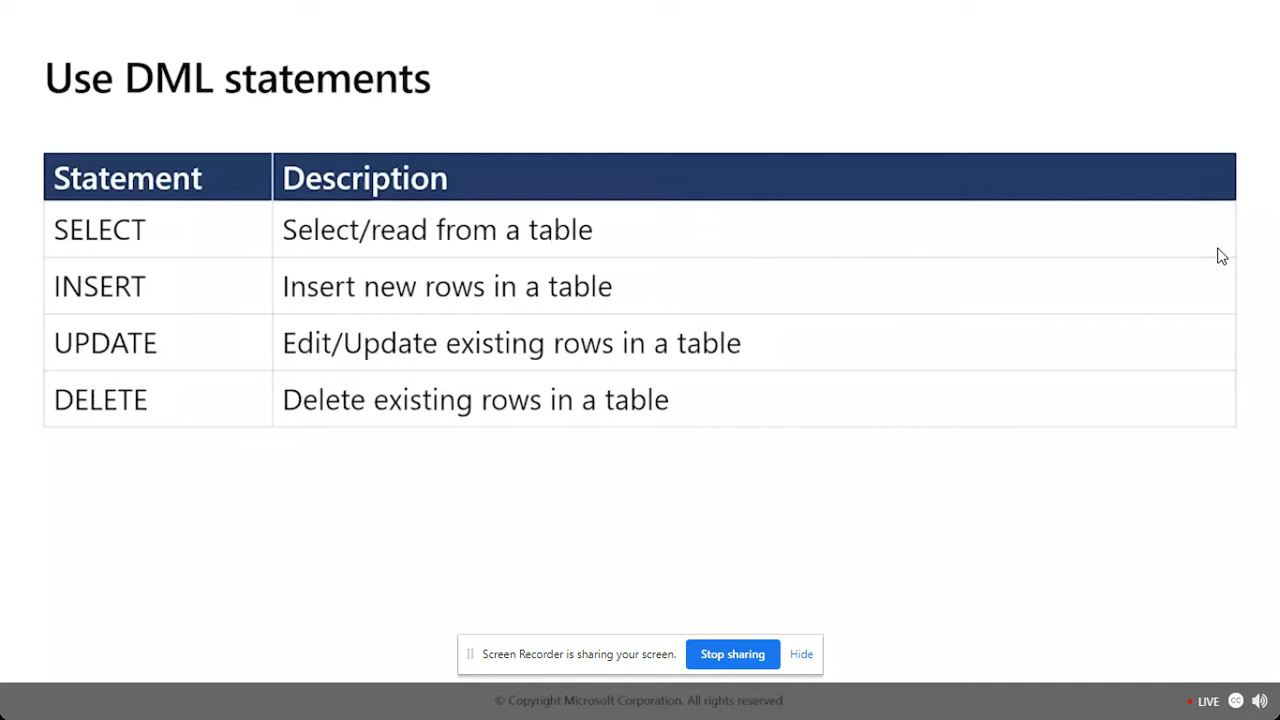 Use DML statements
Statement Description
SELECT Select/read from a table
INSERT Insert new rows in a table
UPDATE Edit/Update existing rows in a table
DELETE Delete existing rows in a table
Screen Recorder is sharing your screen. Stop sharing Hide
© Copyright Microsoft Corporation. All rights reserved.
LIVE CC